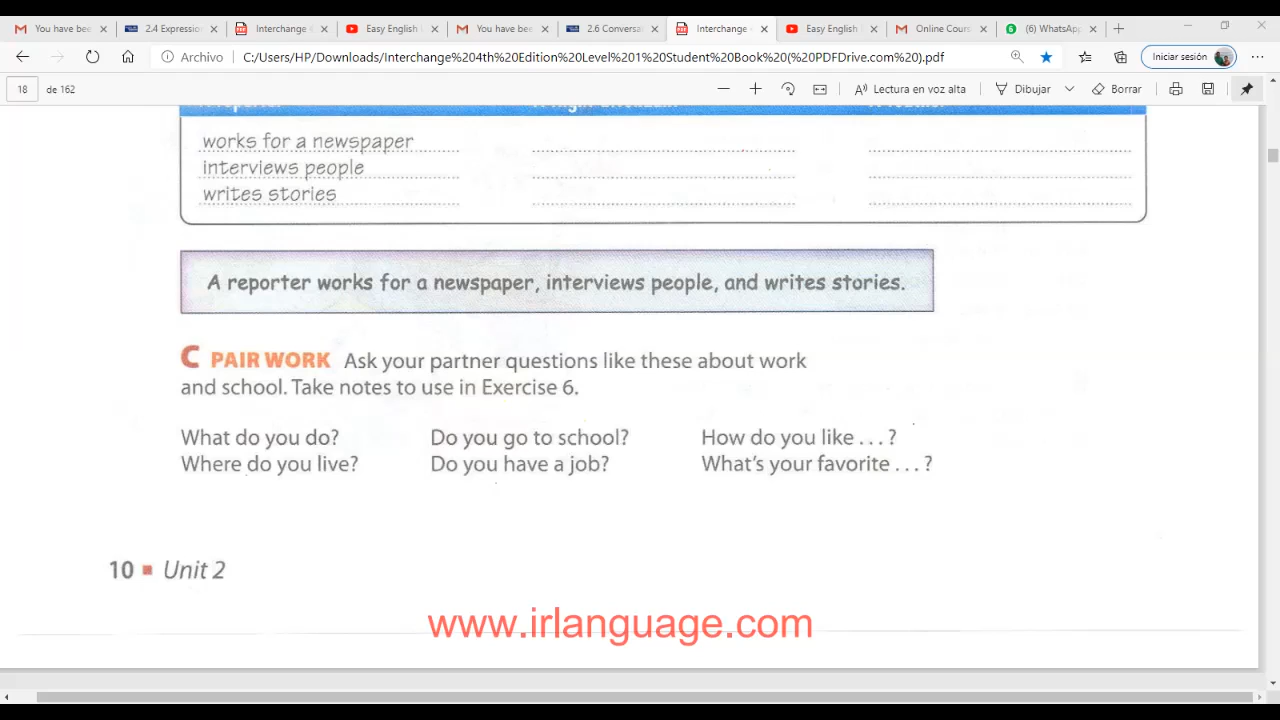 You have bee
2.4 Expressio
Interchange
Easy English
You have bee
2.6 Conversa
Interchange
Easy English
Online Cours
(6) WhatsApp
Archivo
C:/Users/HP/Downloads/Interchange%204th%20Edition%20Level%201%20Student%20Book%20(%20PDFDrive.com%20).pdf
Iniciar sesión
18
de 162
Lectura en voz alta
Dibujar
Borrar
works for a newspaper
interviews people
writes stories
A reporter works for a newspaper, interviews people, and writes stories.
C PAIR WORK Ask your partner questions like these about work
and school. Take notes to use in Exercise 6.
What do you do? Do you go to school? How do you like . . . ?
Where do you live? Do you have a job? What's your favorite . . . ?
10 ■ Unit 2
www.irlanguage.com